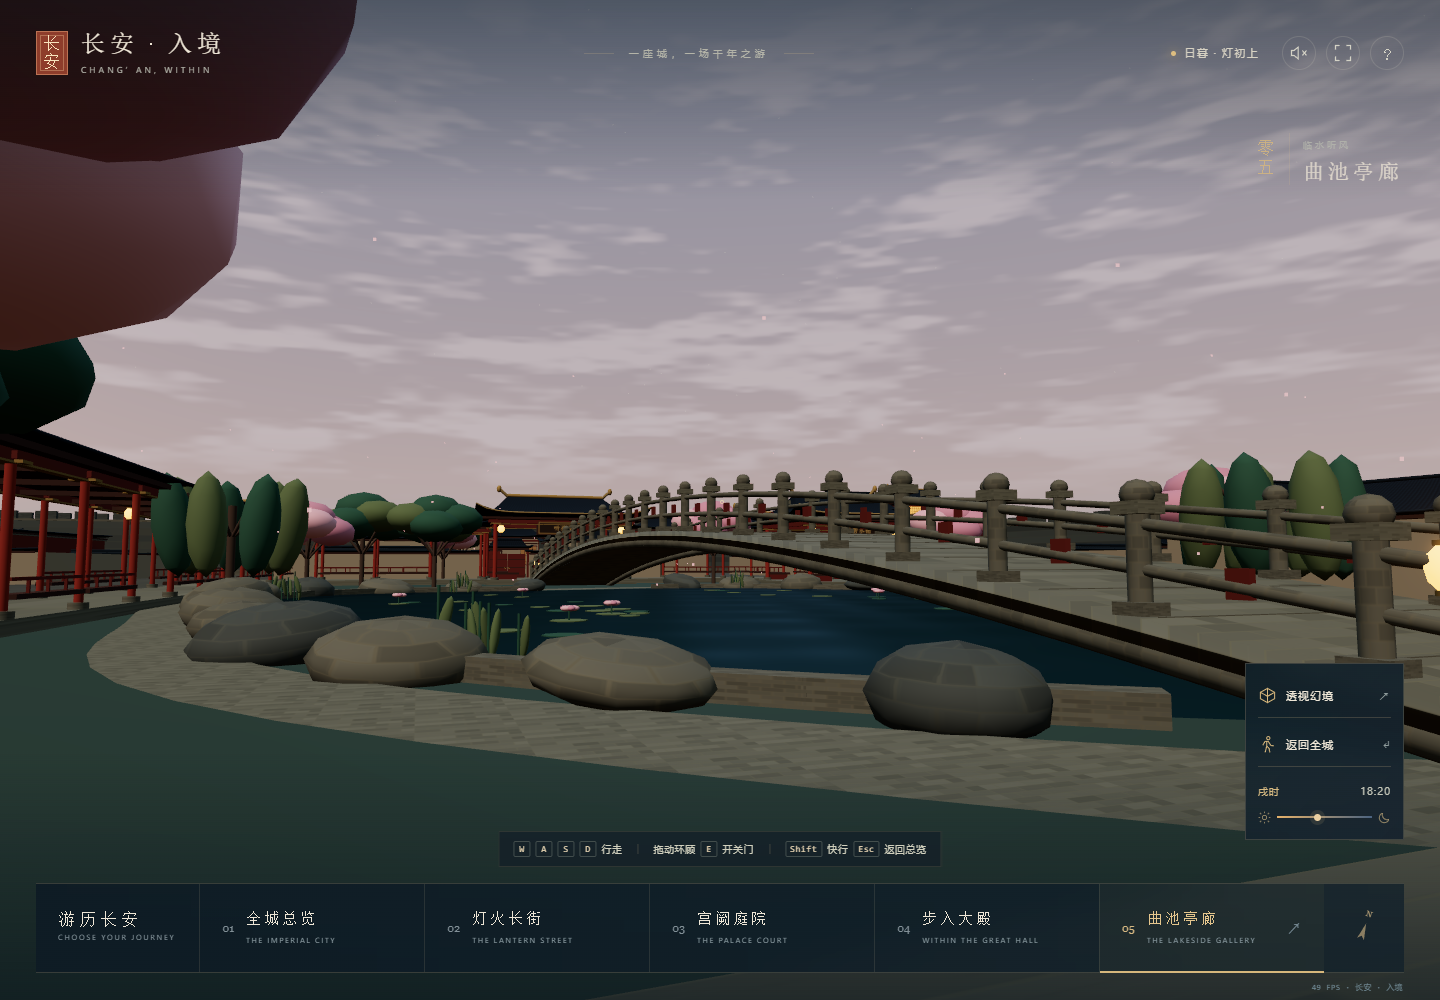 长安
长安 · 入境
CHANG' AN, WITHIN
一座城，一场千年之游
日暮 · 灯初上
?
零五
临水听风
曲池亭廊
透视幻境
返回全城
戌时 18:20
W A S D 行走 拖动环顾 E 开关门 Shift 快行 Esc 返回总览
游历长安
CHOOSE YOUR JOURNEY
01 全城总览
THE IMPERIAL CITY
02 灯火长街
THE LANTERN STREET
03 宫阙庭院
THE PALACE COURT
04 步入大殿
WITHIN THE GREAT HALL
05 曲池亭廊
THE LAKESIDE GALLERY
N
49 FPS · 长安 · 入境